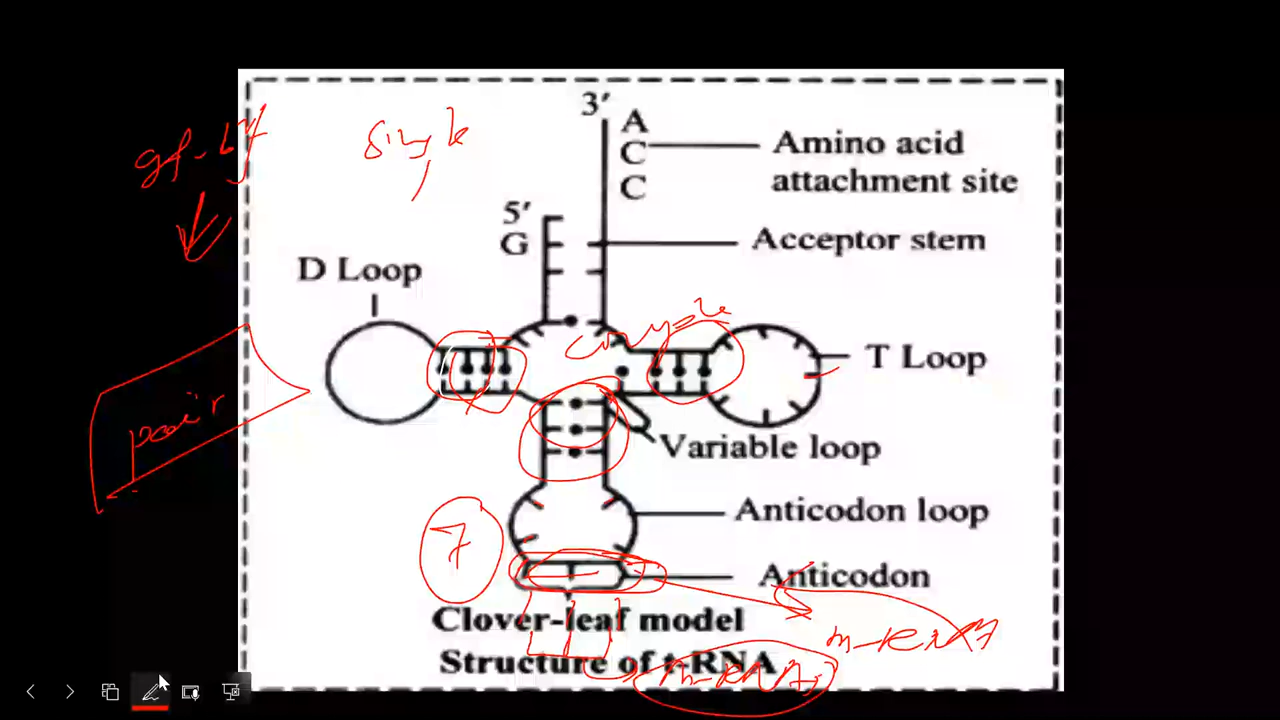 3′
A
C
C
Amino acid
attachment site
Single
5′
G
Acceptor stem
D Loop
T Loop
pair
Variable loop
Anticodon loop
7
Anticodon
Clover-leaf model
m-RNA
Structure of t-RNA
m-RNA